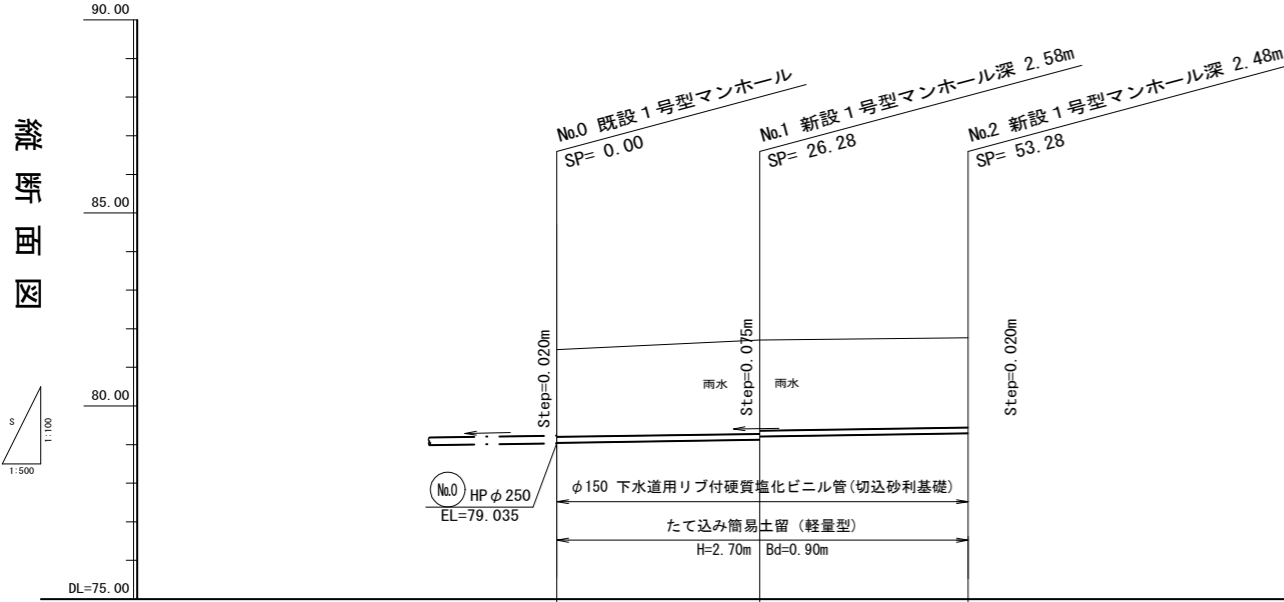 縦断面図
90.00
85.00
80.00
DL=75.00
S
1:100
1:500
No.0 既設1号型マンホール
SP= 0.00
No.1 新設1号型マンホール深 2.58m
SP= 26.28
No.2 新設1号型マンホール深 2.48m
SP= 53.28
Step=0.020m
Step=0.075m
Step=0.020m
雨水
雨水
No.0 HPφ250
EL=79.035
φ150 下水道用リブ付硬質塩化ビニル管(切込砂利基礎)
たて込み簡易土留 (軽量型)
H=2.70m Bd=0.90m